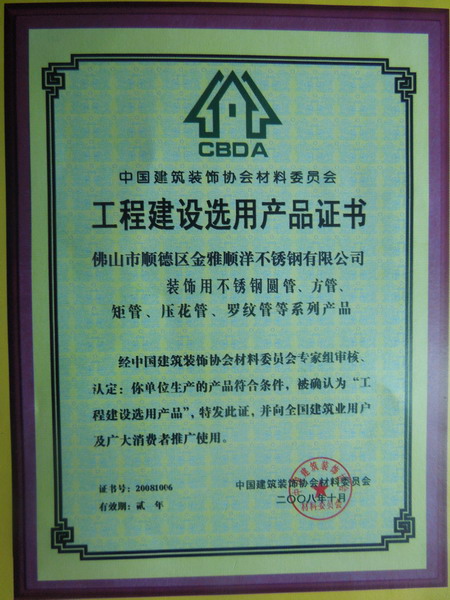 CBDA
中国建筑装饰协会材料委员会
工程建设选用产品证书
佛山市顺德区金雅顺洋不锈钢有限公司
装饰用不锈钢圆管、方管、
矩管、压花管、罗纹管等系列产品
经中国建筑装饰协会材料委员会专家组审核、
认定：你单位生产的产品符合条件，被确认为“工
程建设选用产品”，特发此证，并向全国建筑业用户
及广大消费者推广使用。
证书号：20081006
有效期：贰 年
中国建筑装饰协会材料委员会
二〇〇八年十月
材料委员会